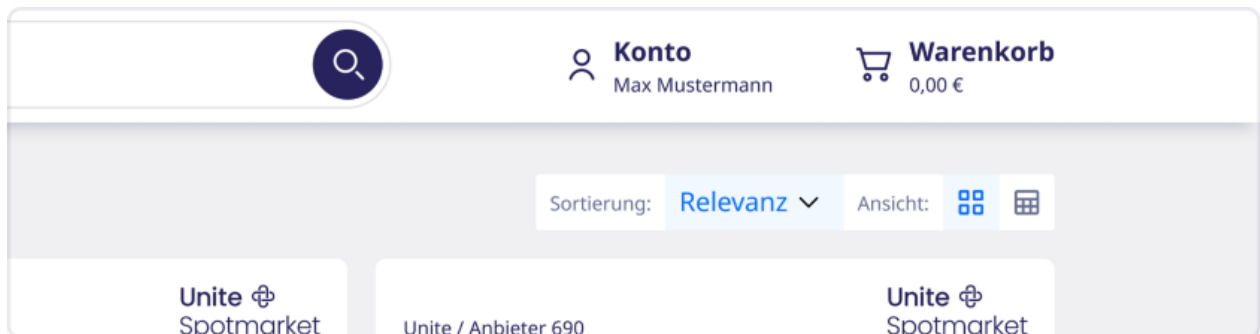 Konto
Max Mustermann
Warenkorb
0,00 €
Sortierung: Relevanz Ansicht:
Unite
Spotmarket
Unite / Anbieter 690
Unite
Spotmarket